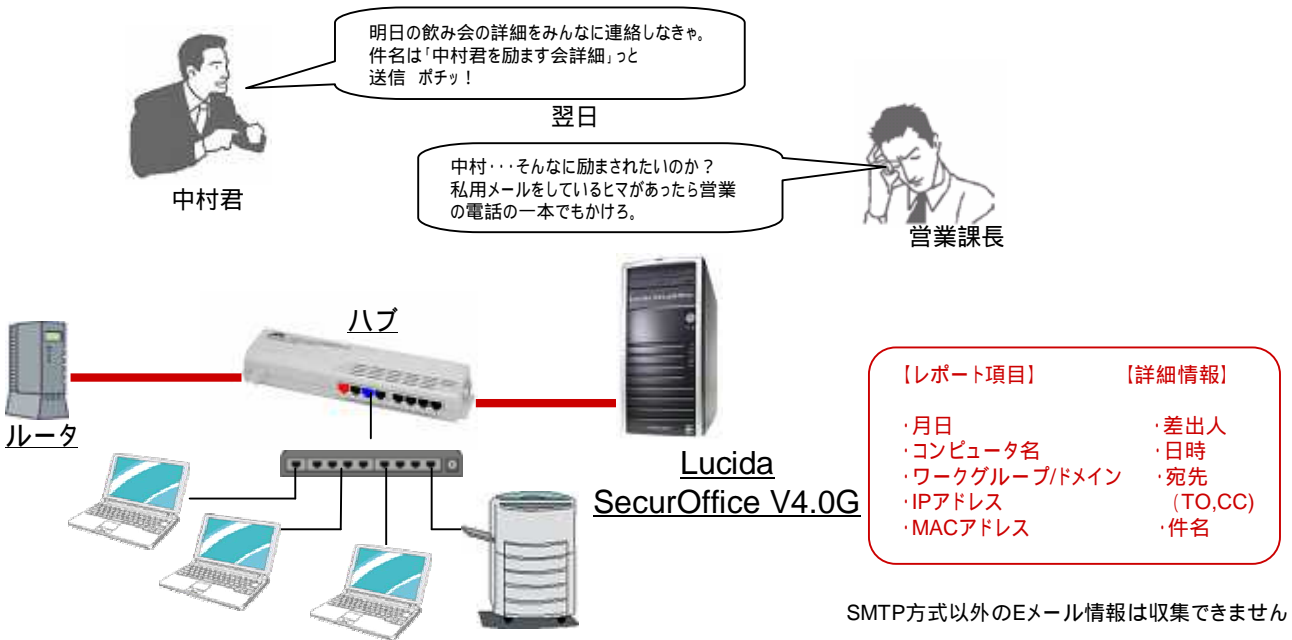 明日の飲み会の詳細をみんなに連絡しなきゃ。
件名は「中村君を励ます会詳細」っと
送信 ポチッ！
中村君
翌日
中村・・・そんなに励まされたいのか？
私用メールをしているヒマがあったら営業
の電話の一本でもかけろ。
営業課長
ルータ
ハブ
Lucida
SecurOffice V4.0G
【レポート項目】 【詳細情報】
・月日 ・差出人
・コンピュータ名 ・日時
・ワークグループ/ドメイン ・宛先
・IPアドレス (TO,CC)
・MACアドレス ・件名
SMTP方式以外のEメール情報は収集できません